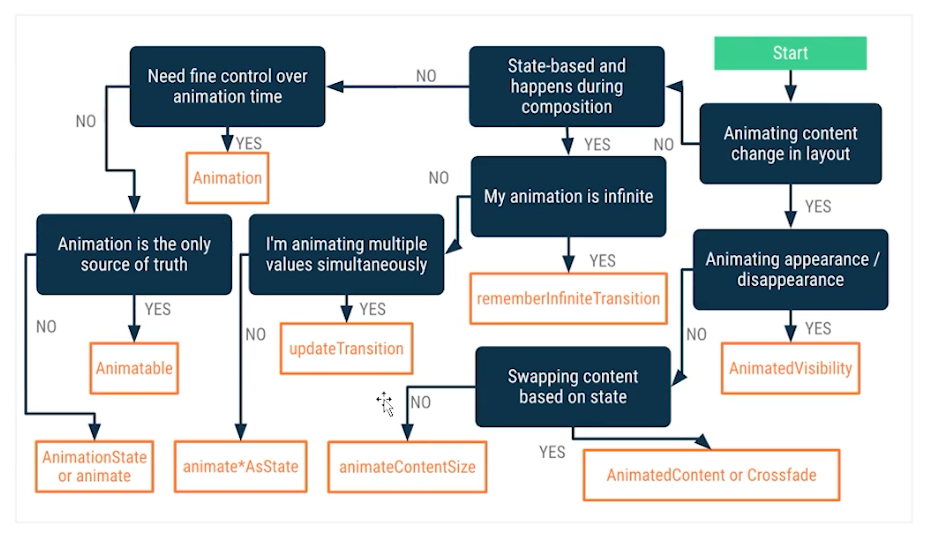 Start
Need fine control over
animation time
NO
State-based and
happens during
composition
NO
YES
Animation
YES
NO
Animating content
change in layout
YES
NO
My animation is infinite
Animation is the only
source of truth
I'm animating multiple
values simultaneously
YES
rememberInfiniteTransition
Animating appearance /
disappearance
NO
YES
Animatable
NO
YES
updateTransition
NO
YES
AnimatedVisibility
Swapping content
based on state
NO
YES
AnimationState
or animate
animate*AsState
animateContentSize
AnimatedContent or Crossfade